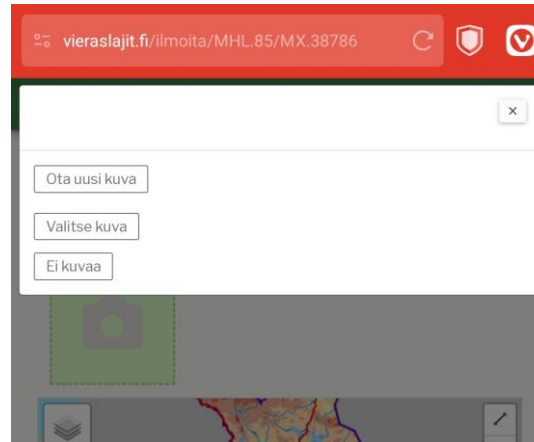 vieraslajit.fi/ilmoita/MHL.85/MX.38786
×
Ota uusi kuva
Valitse kuva
Ei kuvaa